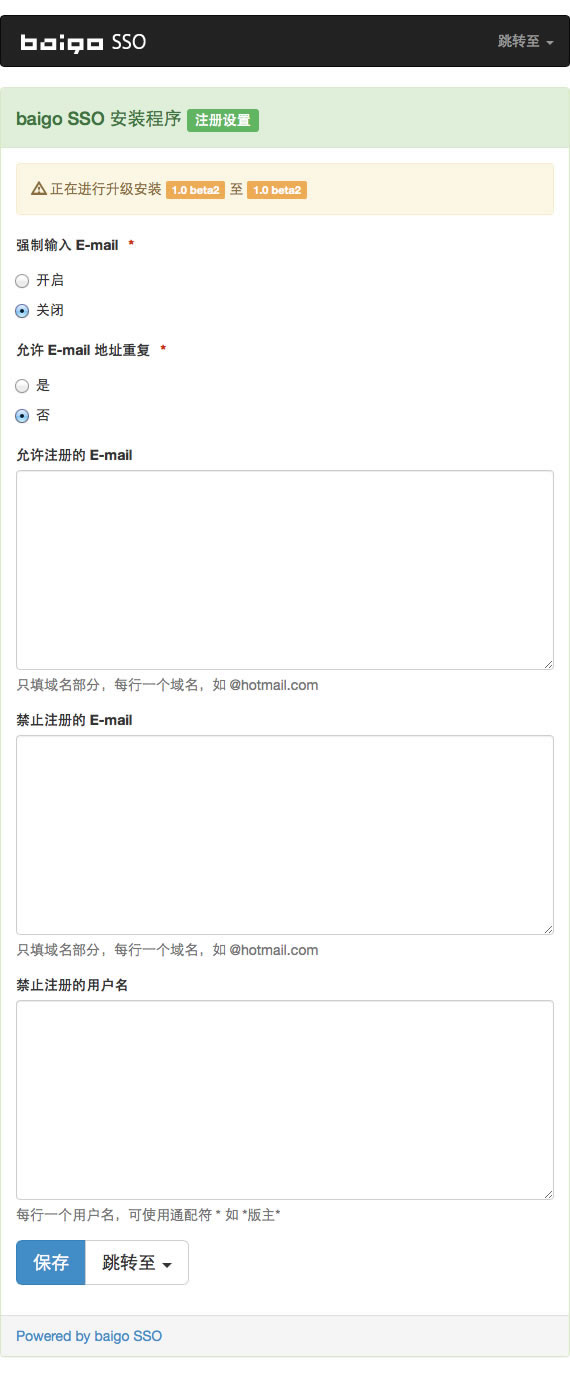 baigo SSO 跳转至
baigo SSO 安装程序 注册设置
正在进行升级安装 1.0 beta2 至 1.0 beta2
强制输入 E-mail *
开启
关闭
允许 E-mail 地址重复 *
是
否
允许注册的 E-mail
只填域名部分，每行一个域名，如 @hotmail.com
禁止注册的 E-mail
只填域名部分，每行一个域名，如 @hotmail.com
禁止注册的用户名
每行一个用户名，可使用通配符 * 如 *版主*
保存 跳转至
Powered by baigo SSO